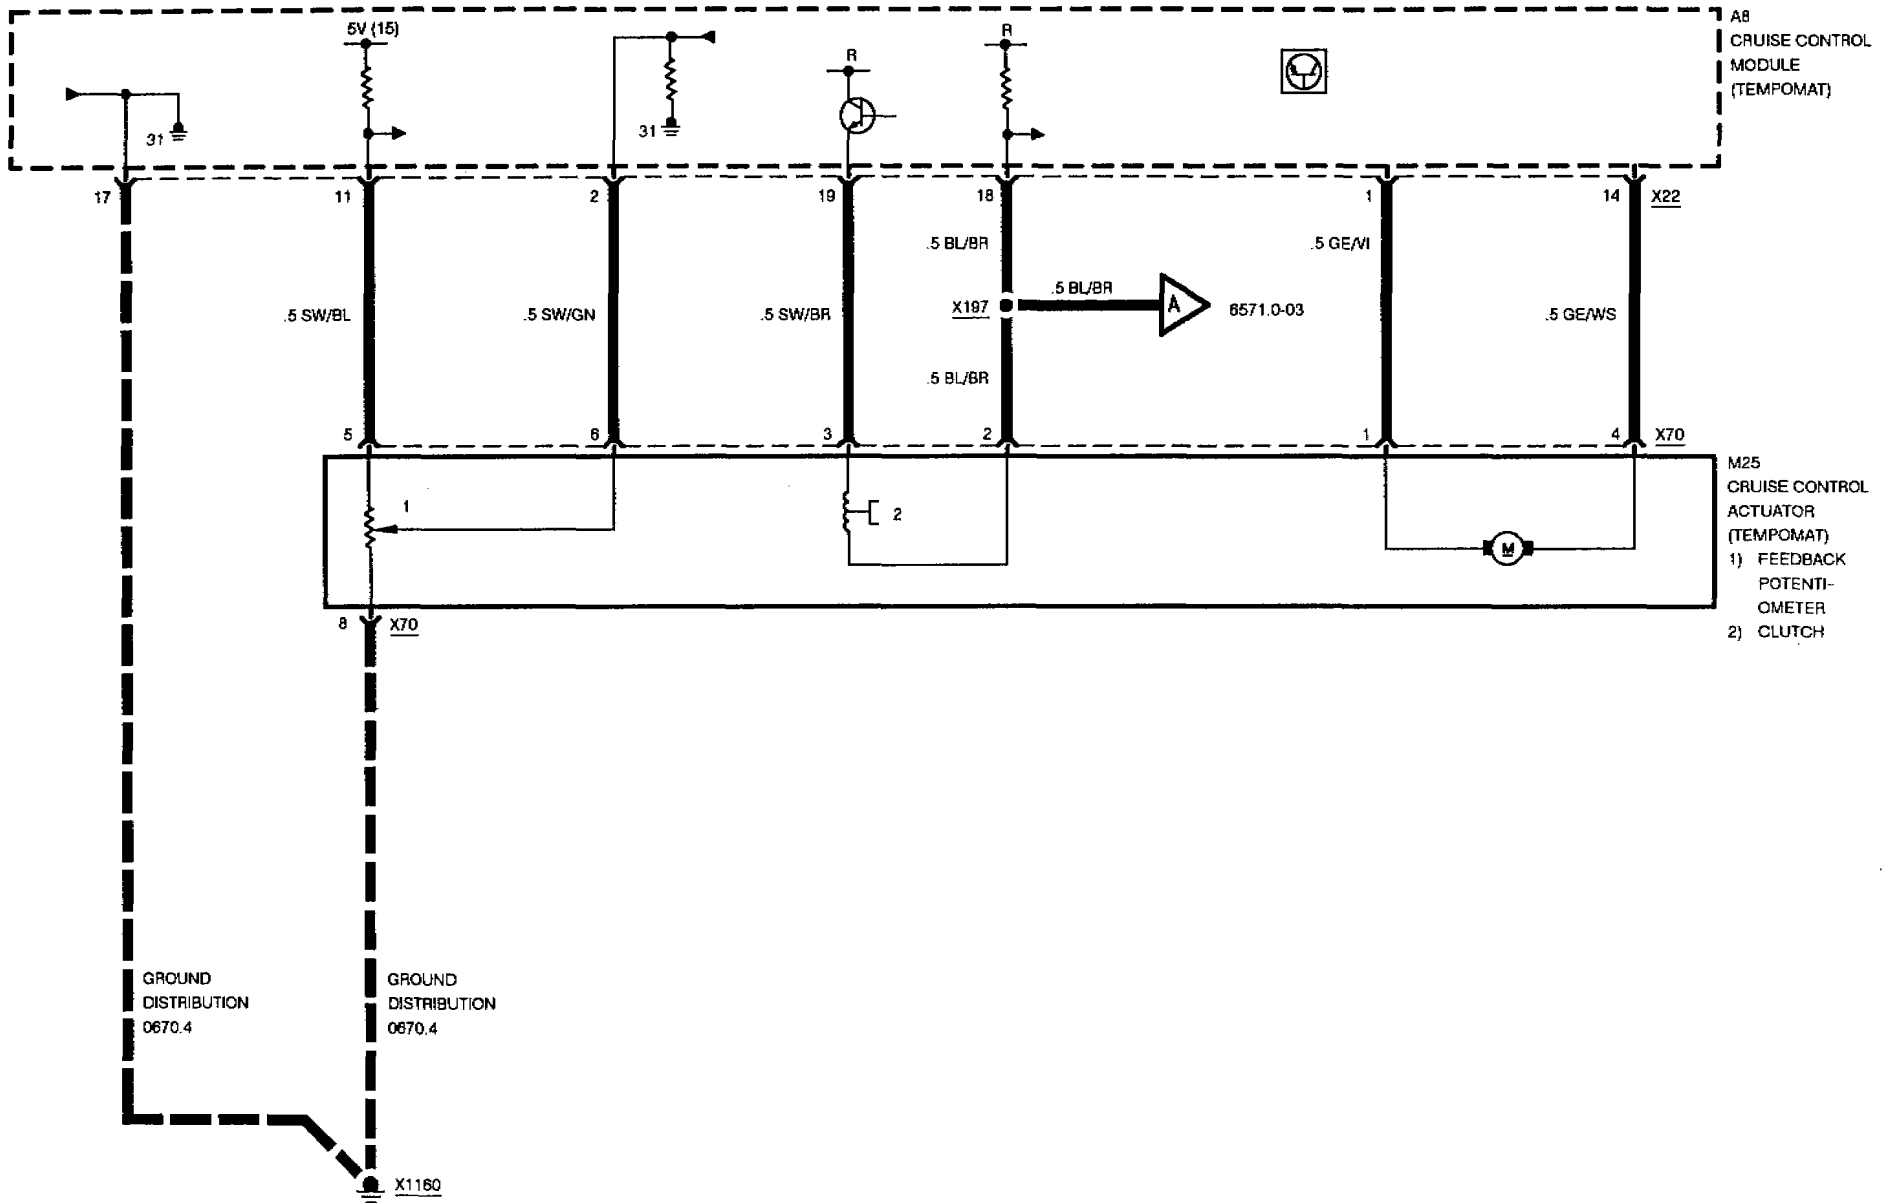 A8
CRUISE CONTROL
MODULE
(TEMPOMAT)
5V (15)
R
R
31
31
17
11
2
19
18
1
14
X22
.5 BL/BR
.5 GE/VI
.5 SW/BL
.5 SW/GN
.5 SW/BR
X197
.5 BL/BR
A
6571.0-03
.5 GE/WS
.5 BL/BR
5
6
3
2
1
4
X70
M25
CRUISE CONTROL
ACTUATOR
(TEMPOMAT)
1) FEEDBACK
POTENTI-
OMETER
2) CLUTCH
1
2
M
8
X70
GROUND
DISTRIBUTION
0670.4
GROUND
DISTRIBUTION
0670.4
X1160